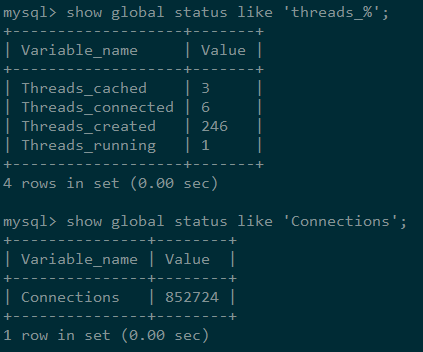 mysql> show global status like 'threads_%';
+-------------------+-------+
| Variable_name     | Value |
+-------------------+-------+
| Threads_cached    | 3     |
| Threads_connected | 6     |
| Threads_created   | 246   |
| Threads_running   | 1     |
+-------------------+-------+
4 rows in set (0.00 sec)

mysql> show global status like 'Connections';
+---------------+--------+
| Variable_name | Value  |
+---------------+--------+
| Connections   | 852724 |
+---------------+--------+
1 row in set (0.00 sec)